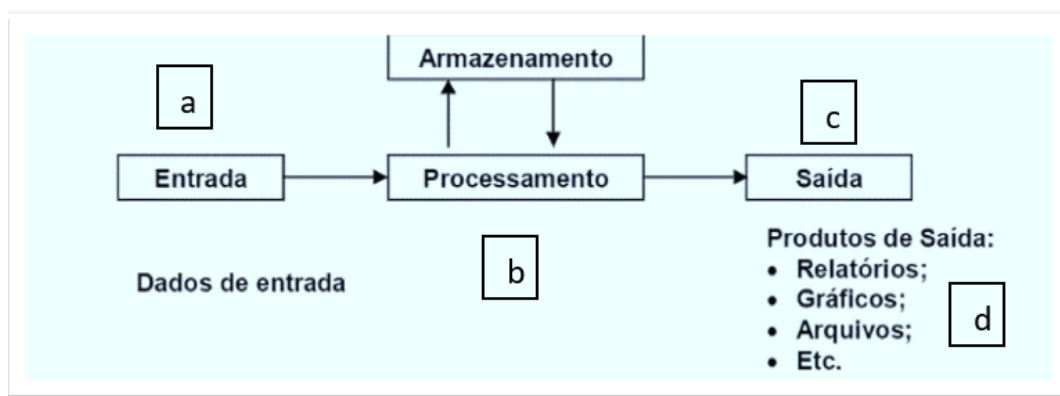 Armazenamento
a
c
Entrada
Processamento
Saída
b
Dados de entrada
Produtos de Saída:
• Relatórios;
• Gráficos;
• Arquivos;
• Etc.
d